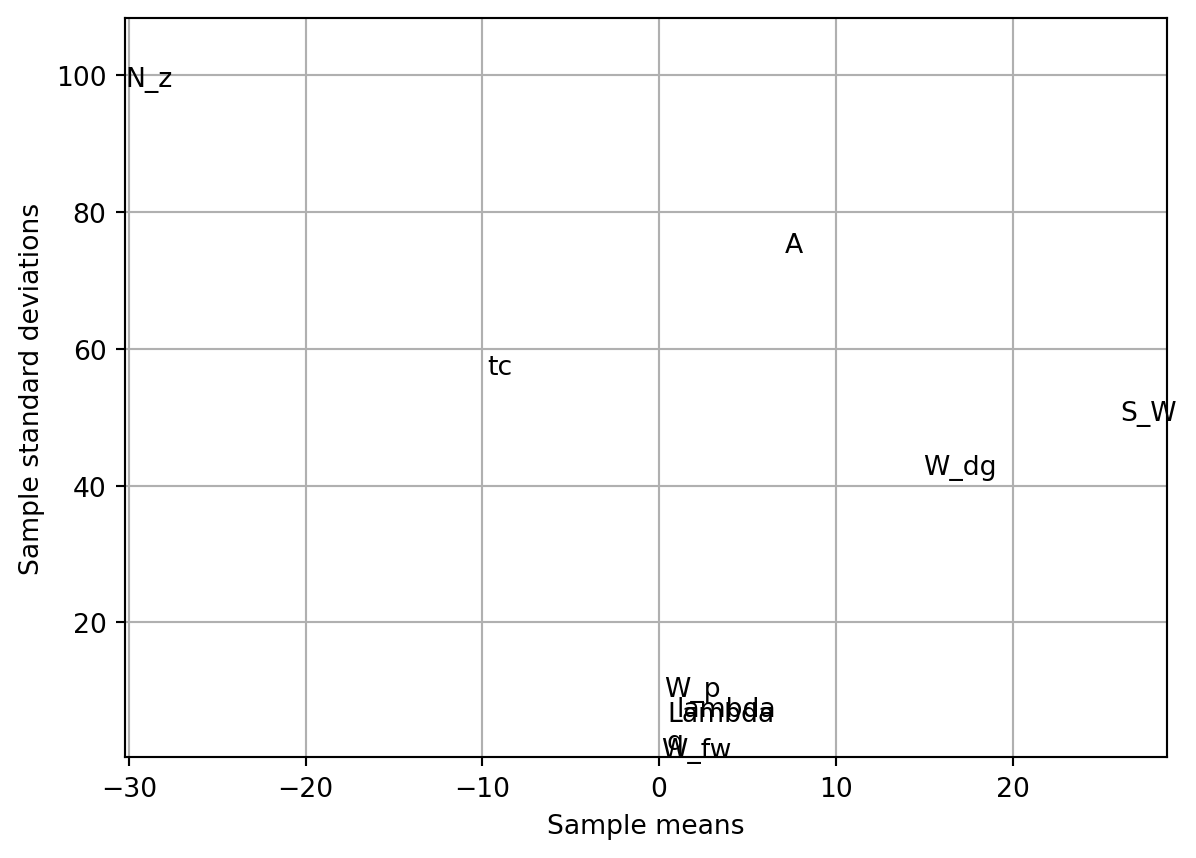 100
N_z
80
A
60
tc
S_W
W_dg
40
20
W_p
lambda
Lambda
q
W_fw
−30
−20
−10
0
10
20
Sample means
Sample standard deviations